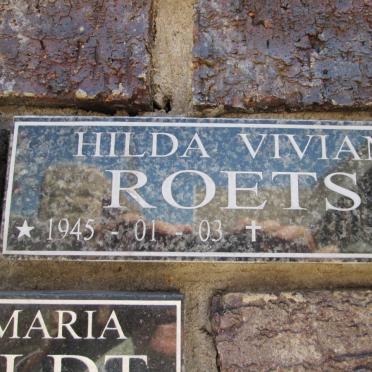 HILDA VIVIAN
ROETS
★ 1945 - 01 - 03 ✝
MARIA